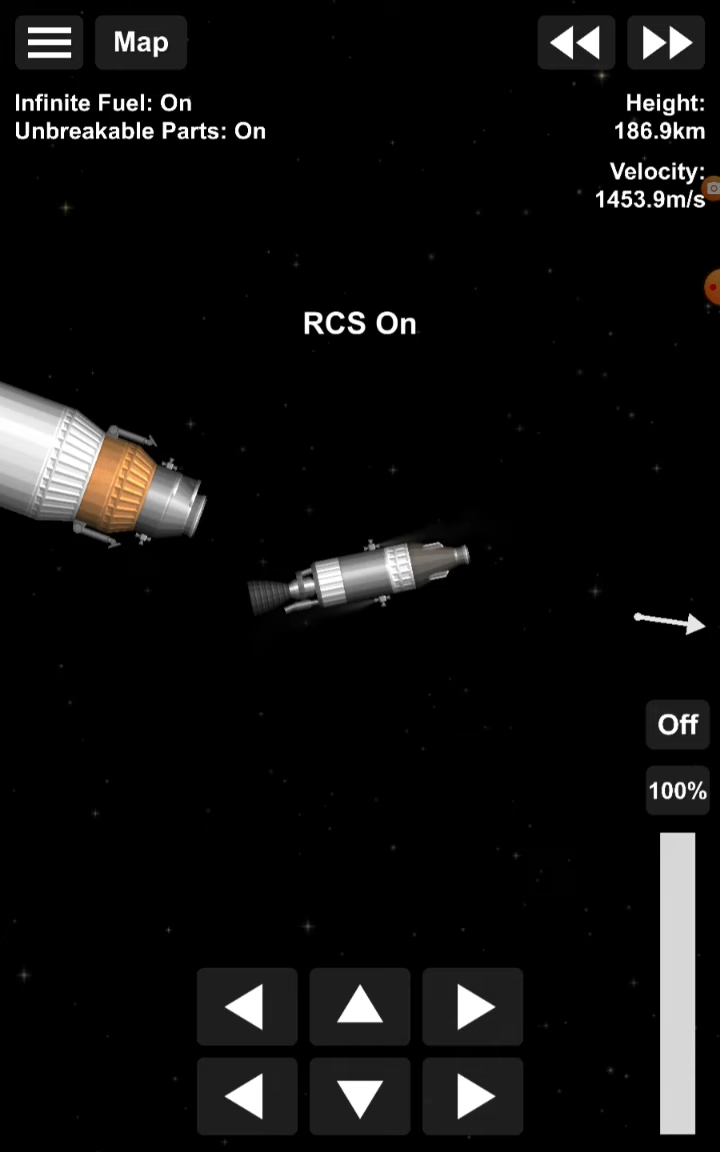 Map
Infinite Fuel: On
Unbreakable Parts: On
Height:
186.9km
Velocity:
1453.9m/s
RCS On
Off
100%